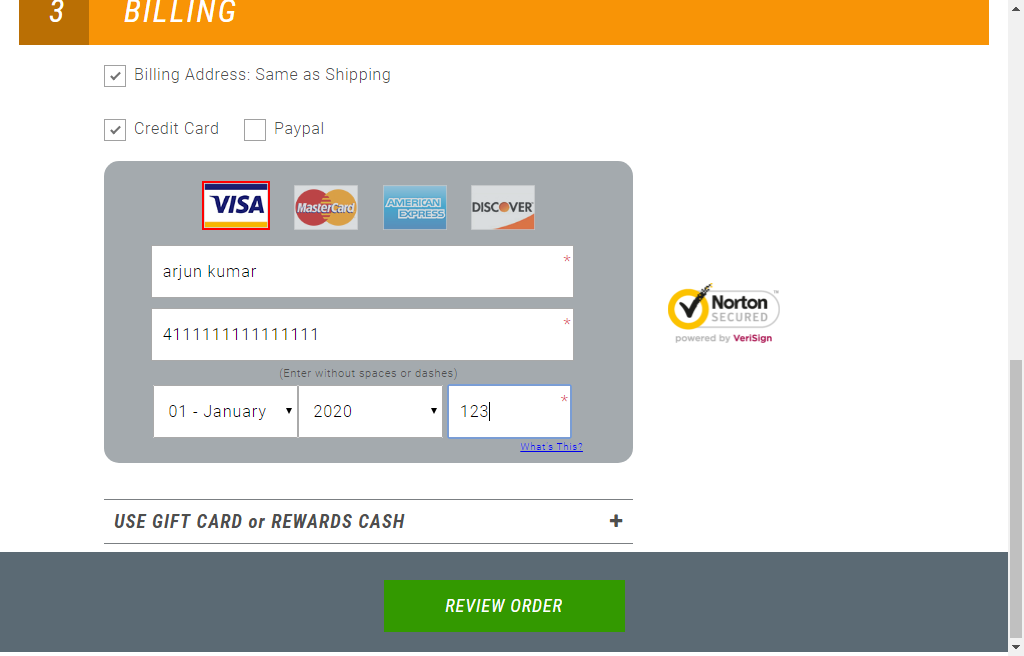 3 BILLING
Billing Address: Same as Shipping
Credit Card Paypal
VISA MasterCard AMERICAN EXPRESS DISCOVER
arjun kumar *
4111111111111111 *
(Enter without spaces or dashes)
01 - January 2020 123 *
What's This?
Norton
SECURED
powered by VeriSign
USE GIFT CARD or REWARDS CASH +
REVIEW ORDER